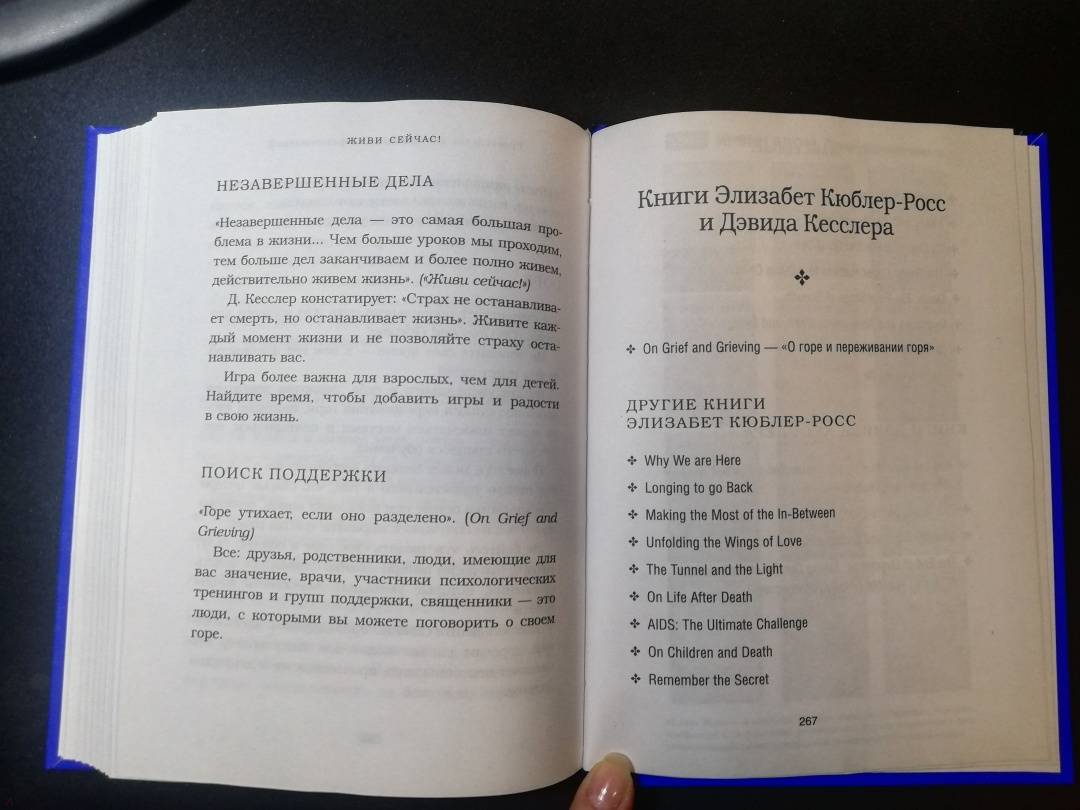 ЖИВИ СЕЙЧАС!
НЕЗАВЕРШЕННЫЕ ДЕЛА
«Незавершенные дела — это самая большая про-
блема в жизни... Чем больше уроков мы проходим,
тем больше дел заканчиваем и более полно живем,
действительно живем жизнь». («Живи сейчас!»)
Д. Кесслер констатирует: «Страх не останавлива-
ет смерть, но останавливает жизнь». Живите каж-
дый момент жизни и не позволяйте страху оста-
навливать вас.
Игра более важна для взрослых, чем для детей.
Найдите время, чтобы добавить игры и радости
в свою жизнь.
ПОИСК ПОДДЕРЖКИ
«Горе утихает, если оно разделено». (On Grief and
Grieving)
Все: друзья, родственники, люди, имеющие для
вас значение, врачи, участники психологических
тренингов и групп поддержки, священники — это
люди, с которыми вы можете поговорить о своем
горе.
Книги Элизабет Кюблер-Росс
и Дэвида Кесслера
On Grief and Grieving — «О горе и переживании горя»
ДРУГИЕ КНИГИ
ЭЛИЗАБЕТ КЮБЛЕР-РОСС
Why We are Here
Longing to go Back
Making the Most of the In-Between
Unfolding the Wings of Love
The Tunnel and the Light
On Life After Death
AIDS: The Ultimate Challenge
On Children and Death
Remember the Secret
267